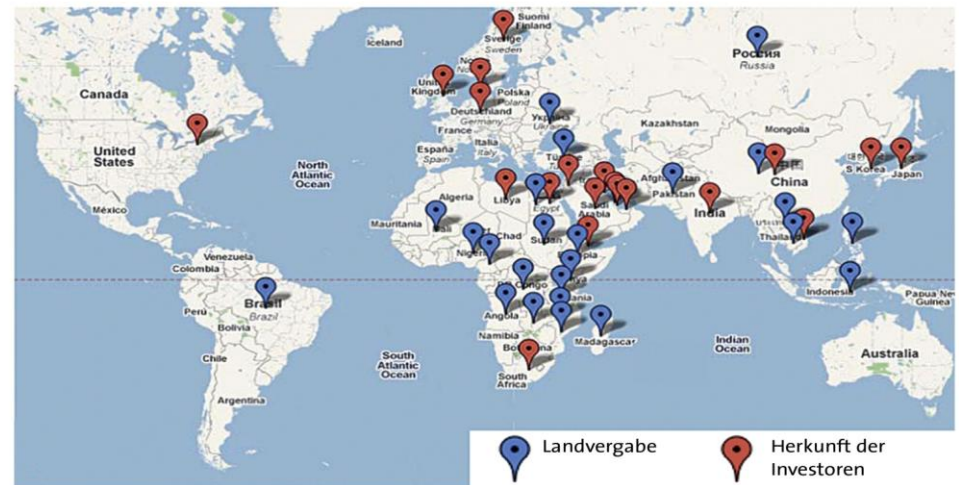 Suomi
Finland
Iceland
Sverige
Sweden
Россия
Russia
Canada
United
Kingdom
Polska
Poland
Deutschland
Germany
Україна
Ukraine
Kazakhstan
Mongolia
France
Italia
Italy
United
States
España
Spain
Türkiye
North
Atlantic
Ocean
Afghanistan
Pakistan
China
S Korea
Japan
Algeria
Libya
Egypt
Saudi
Arabia
India
México
Mauritania
Mali
Chad
Sudan
Thailand
Venezuela
Colombia
Nigeria
Ethiopia
DR Congo
Kenya
Indonesia
Papua New
Guinea
Brasil
Brazil
Perú
Angola
Tanzania
Bolivia
Namibia
Botswana
Madagascar
Indian
Ocean
Chile
South
Atlantic
Ocean
South
Africa
Australia
Argentina
Landvergabe
Herkunft der
Investoren